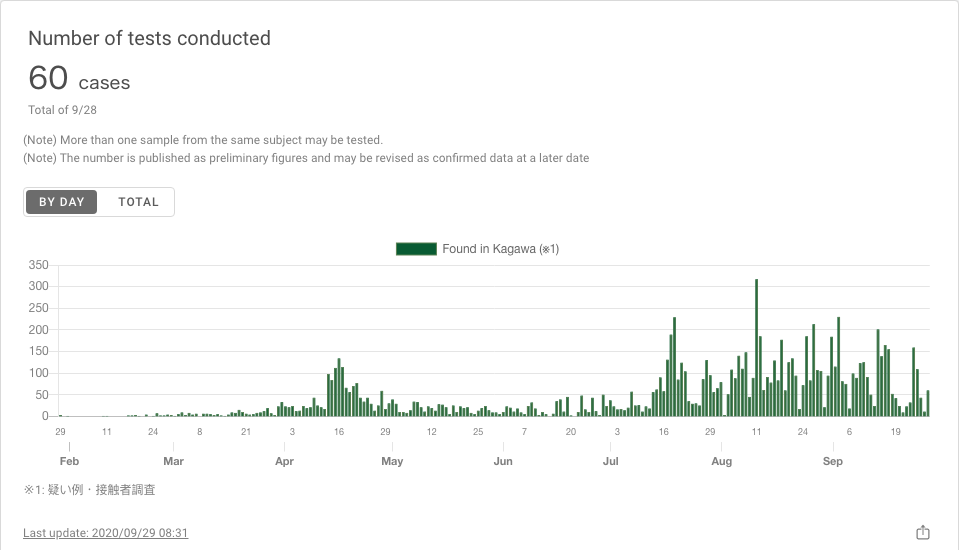 Number of tests conducted
60 cases
Total of 9/28
(Note) More than one sample from the same subject may be tested.
(Note) The number is published as preliminary figures and may be revised as confirmed data at a later date
BY DAY TOTAL
Found in Kagawa (※1)
350
300
250
200
150
100
50
0
29 11 24 8 21 3 16 29 12 25 7 20 3 16 29 11 24 6 19
Feb Mar Apr May Jun Jul Aug Sep
※1: 疑い例・接触者調査
Last update: 2020/09/29 08:31